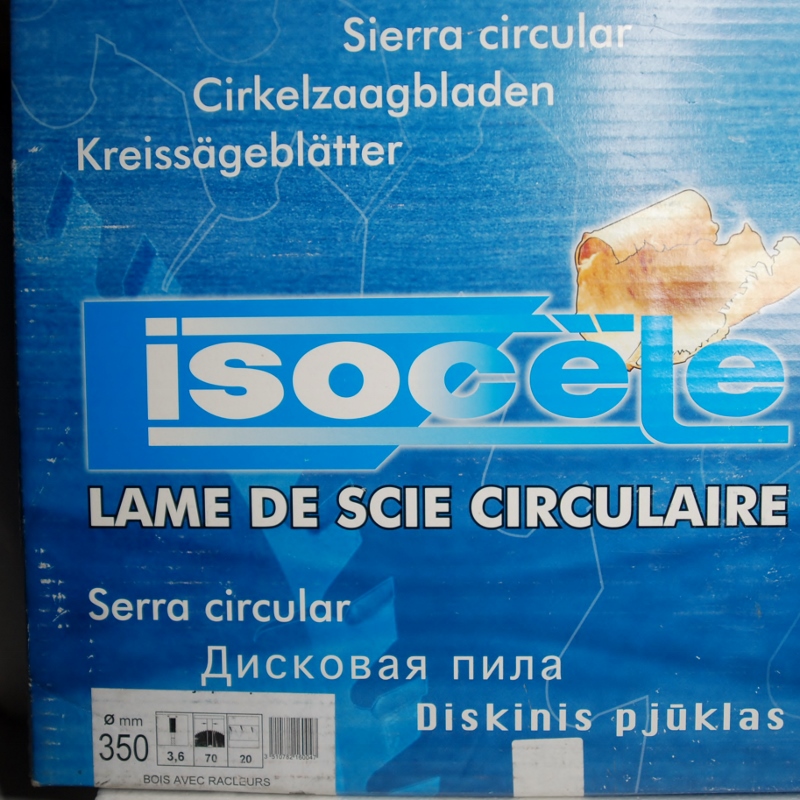 Sierra circular
Cirkelzaagbladen
Kreissägeblätter
isocële
LAME DE SCIE CIRCULAIRE
Serra circular
Дисковая пила
Diskinis pjūklas
ø mm
350
3,6 70 20
BOIS AVEC RACLEURS